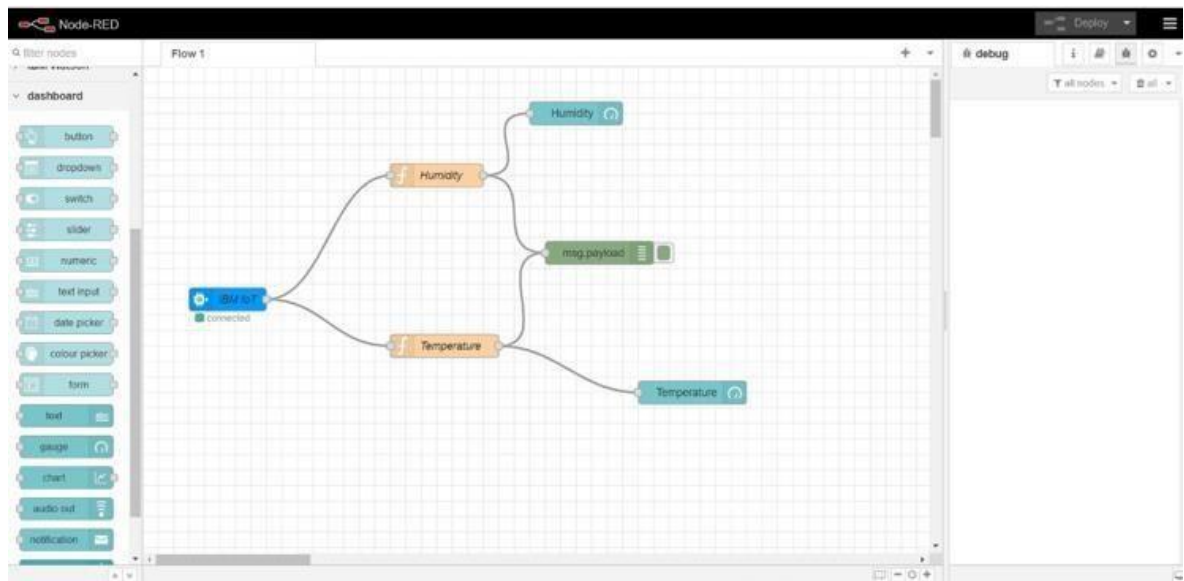 Node-RED
Deploy
filter nodes
Flow 1
debug
i
all nodes
all
dashboard
button
dropdown
switch
slider
numeric
text input
date picker
colour picker
form
text
abc
gauge
chart
audio out
notification
Humidity
Humidity
msg.payload
IBM IoT
connected
Temperature
Temperature